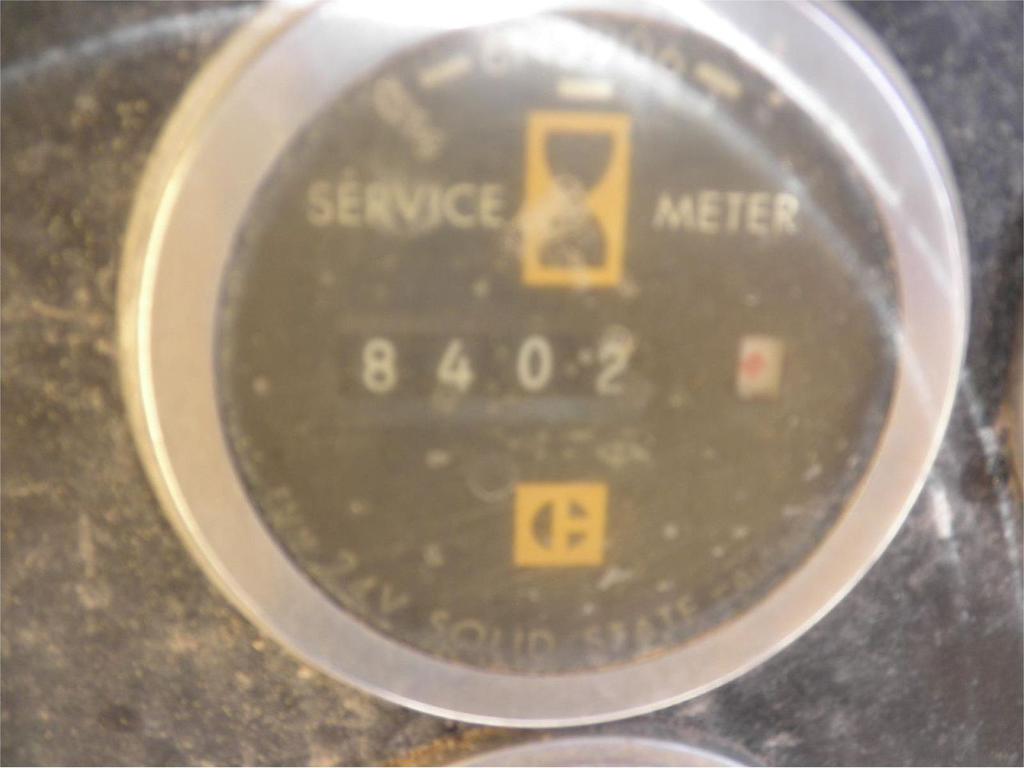 SERVICE METER
8402
24V SOLID STATE